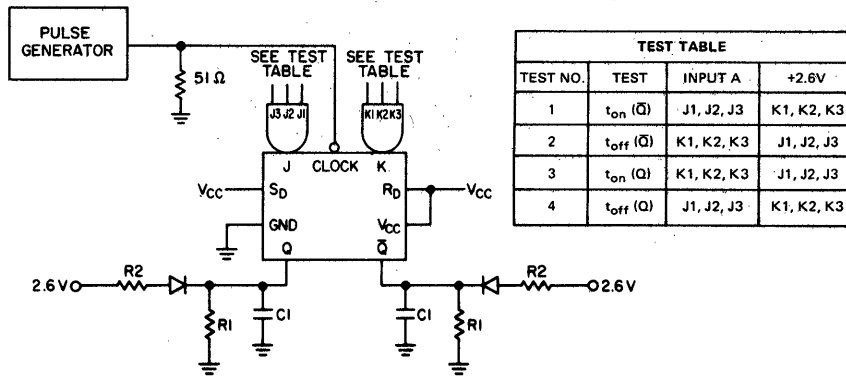 PULSE
GENERATOR
51 Ω
SEE TEST
TABLE
SEE TEST
TABLE
J3 J2 J1
K1 K2 K3
J CLOCK K
VCC
SD
RD
VCC
GND
VCC
Q
Q̅
2.6V
R2
R1
C1
C1
R1
R2
2.6V
TEST TABLE
TEST NO. TEST INPUT A +2.6V
1 ton (Q̅) J1, J2, J3 K1, K2, K3
2 toff (Q̅) K1, K2, K3 J1, J2, J3
3 ton (Q) K1, K2, K3 J1, J2, J3
4 toff (Q) J1, J2, J3 K1, K2, K3